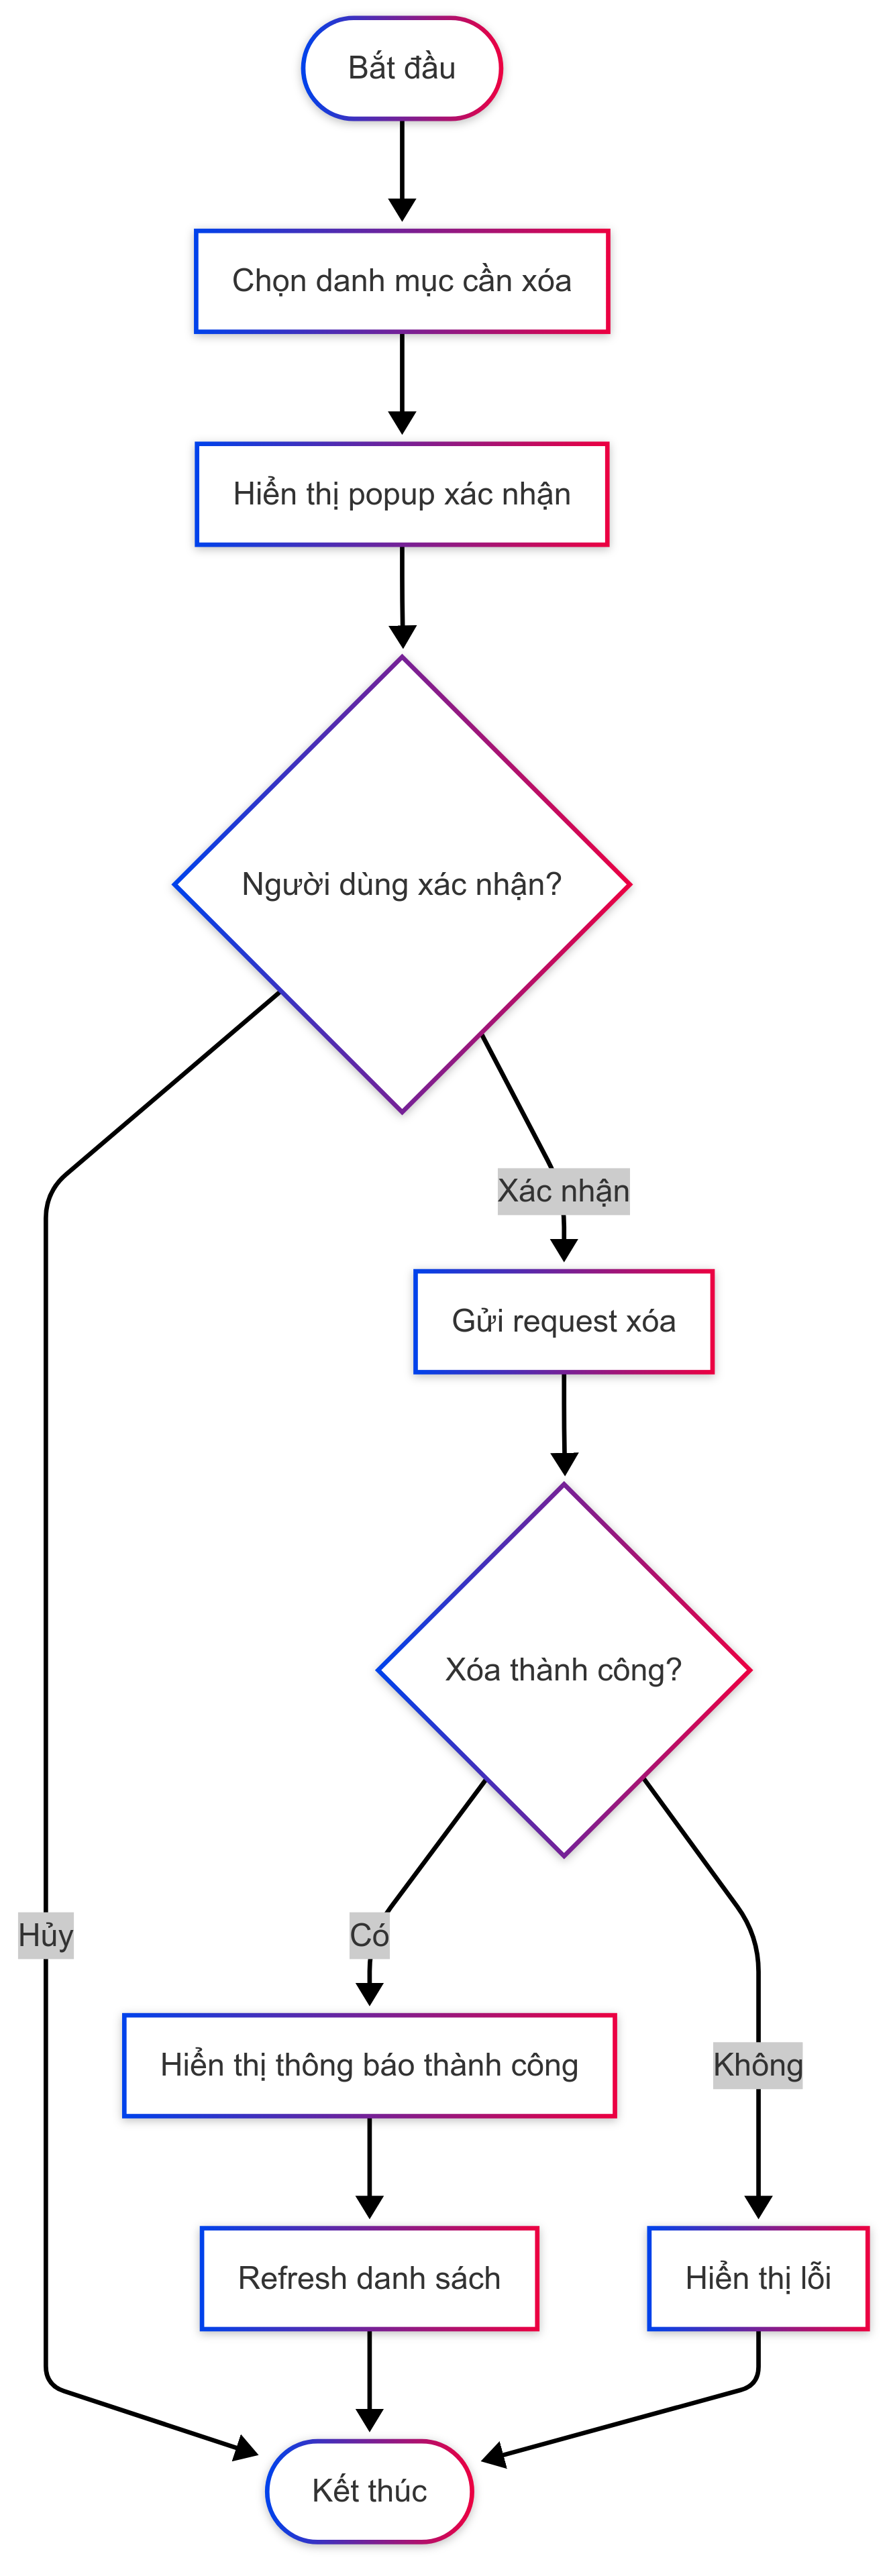 Bắt đầu
Chọn danh mục cần xóa
Hiển thị popup xác nhận
Người dùng xác nhận?
Xác nhận
Gửi request xóa
Xóa thành công?
Hủy
Có
Hiển thị thông báo thành công
Không
Refresh danh sách
Hiển thị lỗi
Kết thúc